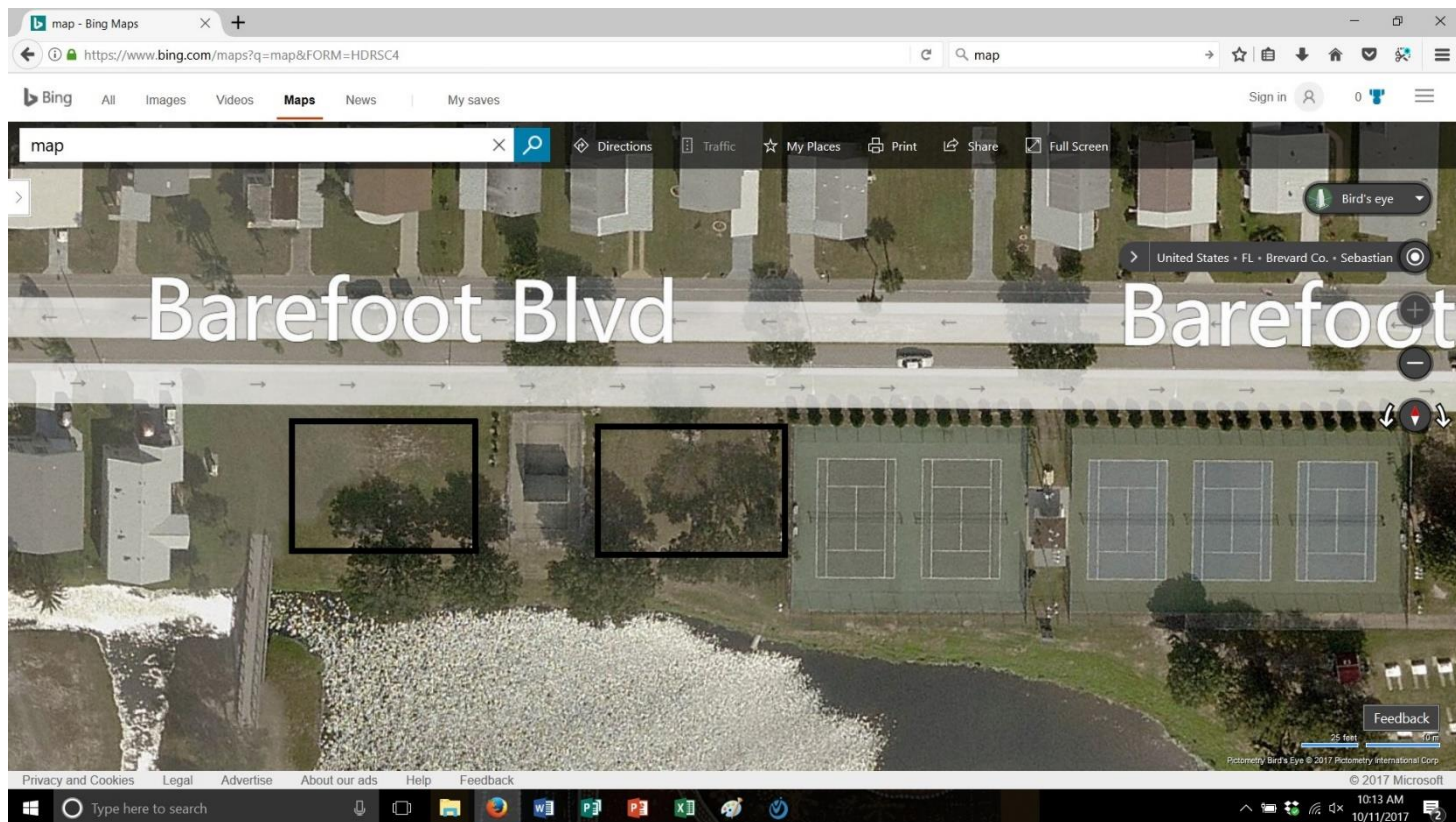 map - Bing Maps
https://www.bing.com/maps?q=map&FORM=HDRSC4
map
Bing All Images Videos Maps News My saves
Sign in 0
map
Directions Traffic My Places Print Share Full Screen
Bird's eye
United States • FL • Brevard Co. • Sebastian
Barefoot Blvd
Barefoot
Feedback
25 feet 10 m
Pictometry Bird's Eye © 2017 Pictometry International Corp
Privacy and Cookies Legal Advertise About our ads Help Feedback
© 2017 Microsoft
Type here to search
10:13 AM
10/11/2017
2